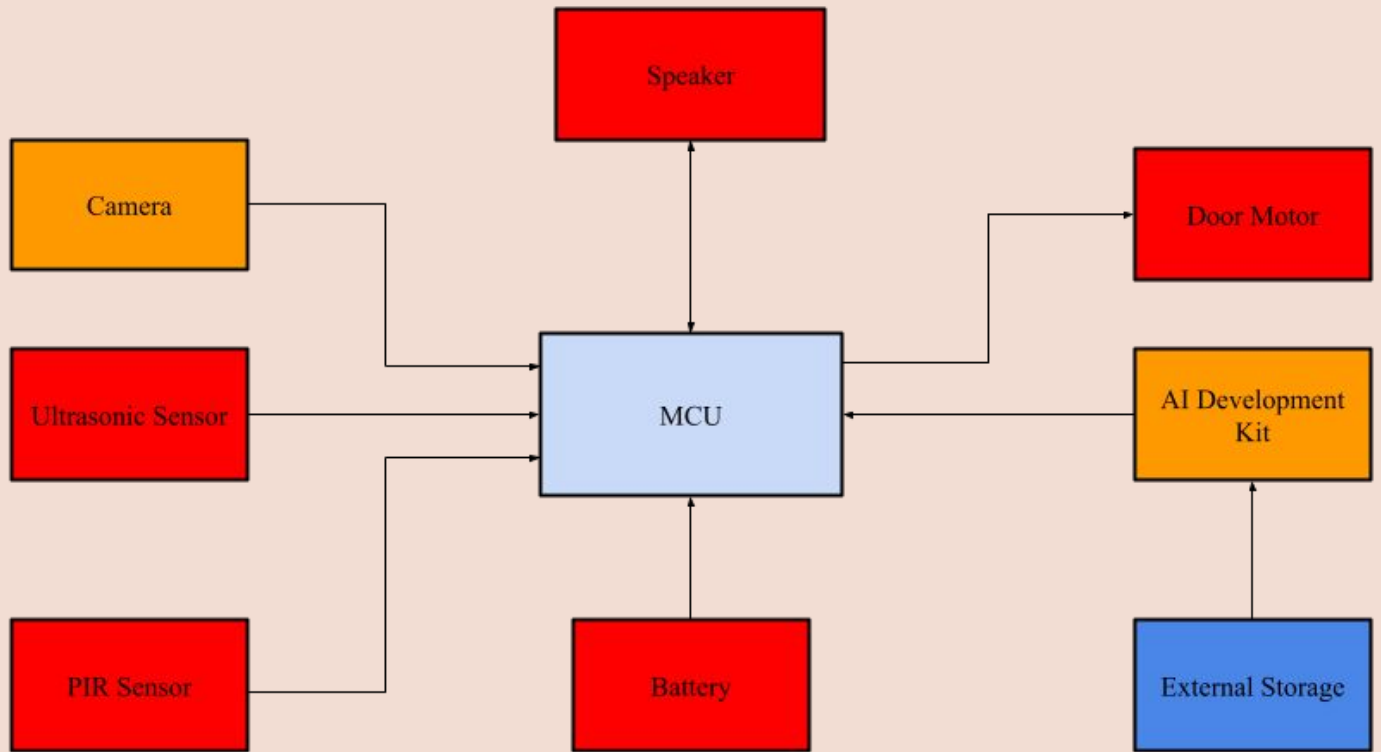 Speaker
Camera
Door Motor
Ultrasonic Sensor
MCU
AI Development
Kit
PIR Sensor
Battery
External Storage